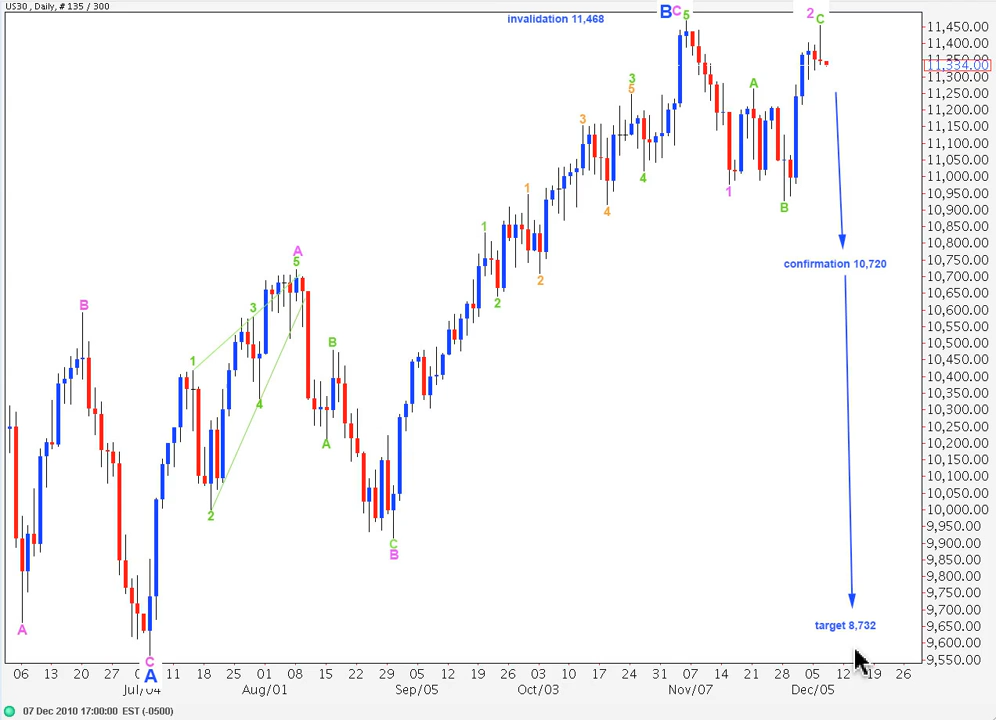 US30 , Daily, # 135 / 300
invalidation 11,468
B C 5
2 C
11,450.00
11,400.00
11,350.00
11,334.00
11,300.00
11,250.00
11,200.00
11,150.00
11,100.00
11,050.00
11,000.00
10,950.00
10,900.00
10,850.00
10,800.00
10,750.00
10,700.00
10,650.00
10,600.00
10,550.00
10,500.00
10,450.00
10,400.00
10,350.00
10,300.00
10,250.00
10,200.00
10,150.00
10,100.00
10,050.00
10,000.00
9,950.00
9,900.00
9,850.00
9,800.00
9,750.00
9,700.00
9,650.00
9,600.00
9,550.00
3
5
A
3
4
1
B
1
4
1
2
2
confirmation 10,720
A
5
B
3
1
B
4
A
2
C
B
A
target 8,732
C
A
06 13 20 27 11 18 25 01 08 15 22 29 05 12 19 26 03 10 17 24 31 07 14 21 28 05 12 19 26
Jul/04 Aug/01 Sep/05 Oct/03 Nov/07 Dec/05
07 Dec 2010 17:00:00 EST (-0500)